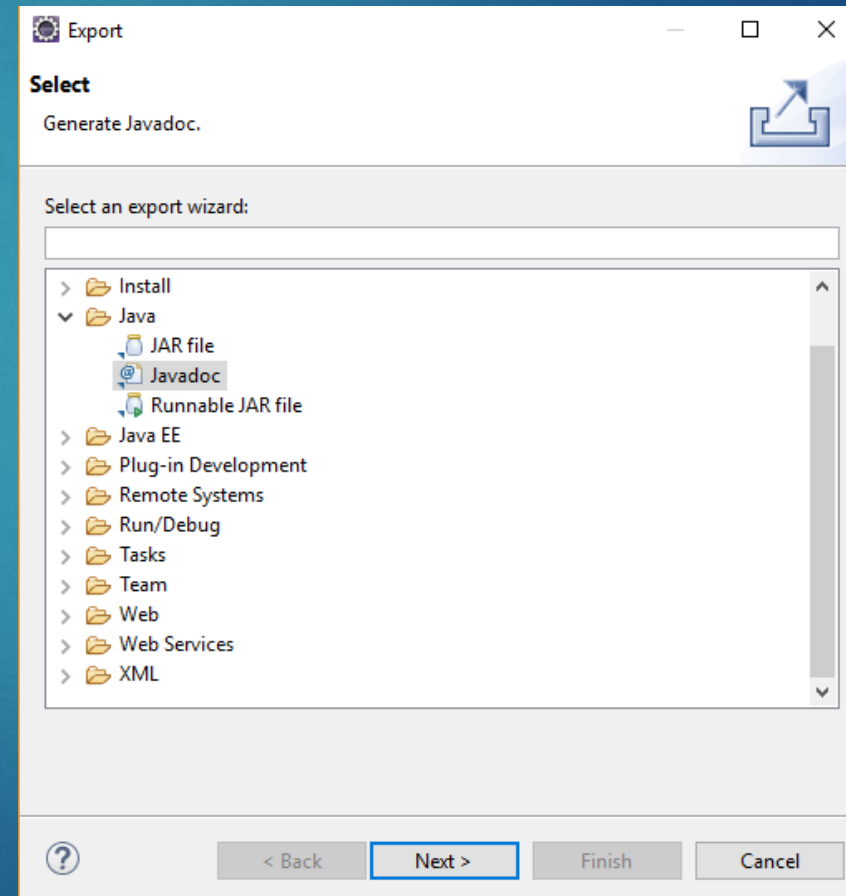 Export
Select
Generate Javadoc.
Select an export wizard:
Install
Java
JAR file
Javadoc
Runnable JAR file
Java EE
Plug-in Development
Remote Systems
Run/Debug
Tasks
Team
Web
Web Services
XML
? < Back Next > Finish Cancel